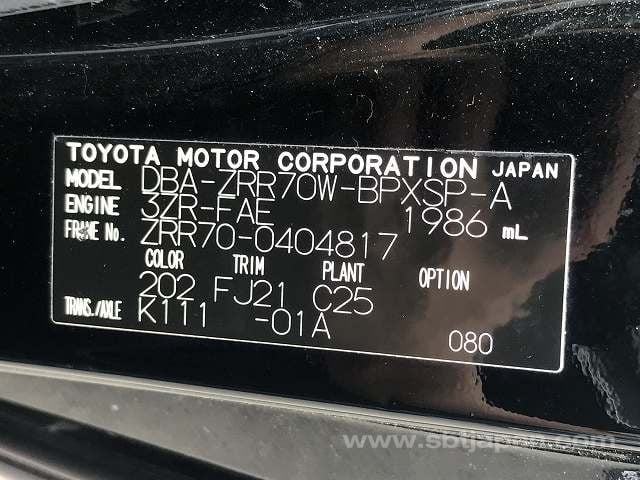 TOYOTA MOTOR CORPORATION JAPAN
MODEL DBA-ZRR70W-BPXSP-A
ENGINE 3ZR-FAE 1986 mL
FRAME No. ZRR70-0404817
COLOR TRIM PLANT OPTION
202 FJ21 C25
TRANS./AXLE K111 -01A 080
www.sbtjapan.com